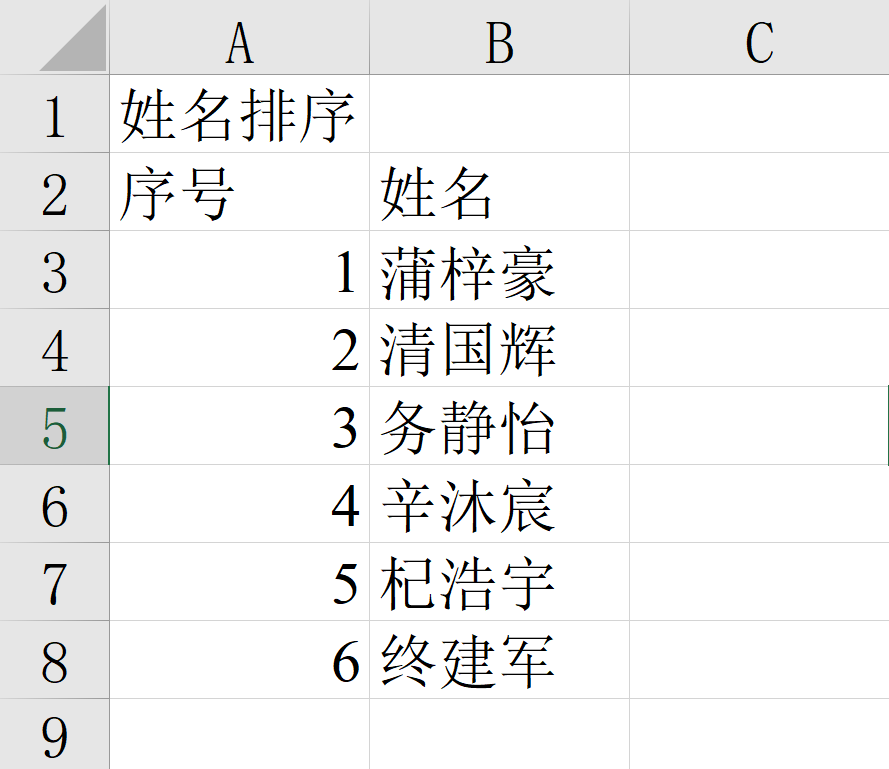 A B C
1 姓名排序
2 序号 姓名
3 1 蒲梓豪
4 2 清国辉
5 3 务静怡
6 4 辛沐宸
7 5 杞浩宇
8 6 终建军
9